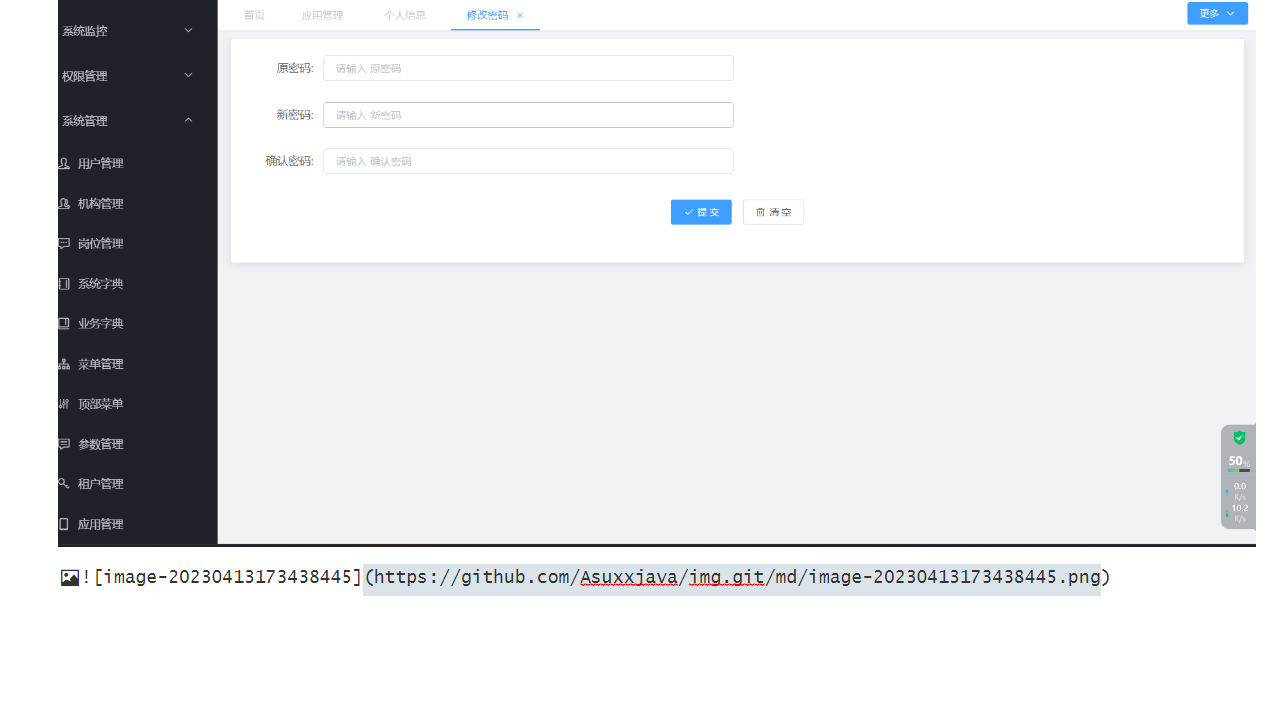 首页 应用管理 个人信息 修改密码 × 更多
系统监控
权限管理
系统管理
用户管理
机构管理
岗位管理
系统字典
业务字典
菜单管理
顶部菜单
参数管理
租户管理
应用管理
原密码: 请输入 原密码
新密码: 请输入 新密码
确认密码: 请输入 确认密码
提 交 清 空
50%
0.0
K/s
10.2
K/s
![image-20230413173438445](https://github.com/Asuxxjava/img.git/md/image-20230413173438445.png)